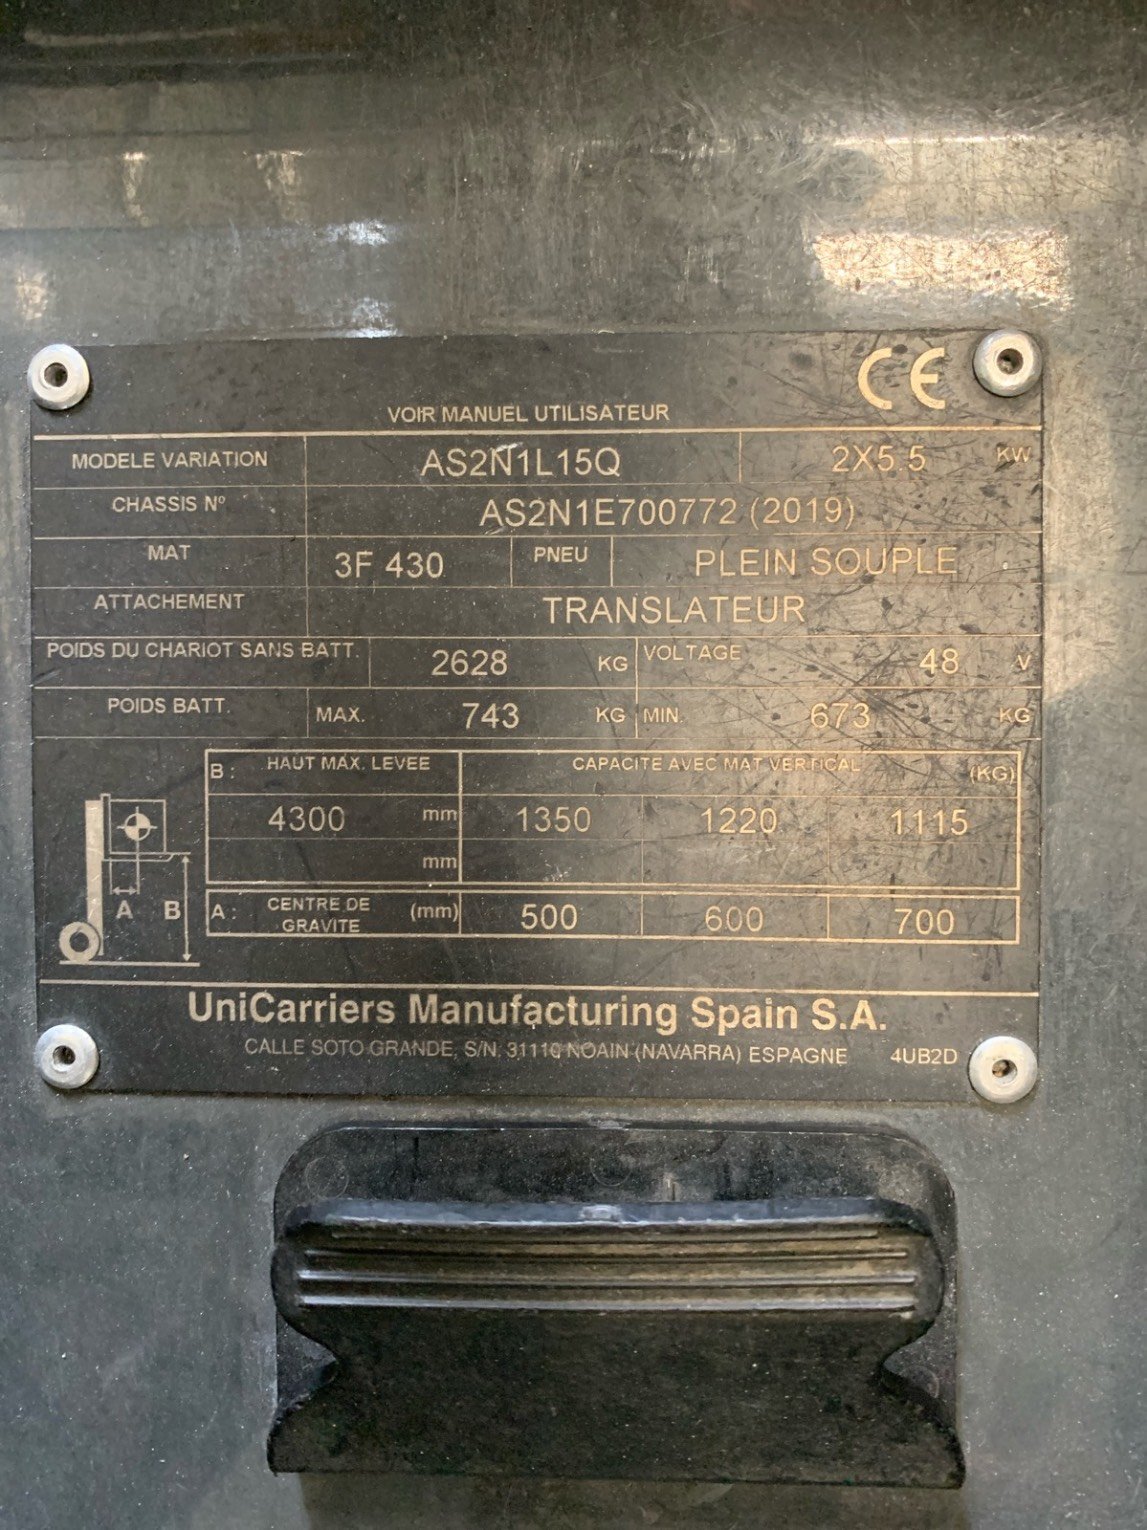 CE
VOIR MANUEL UTILISATEUR
MODELE VARIATION AS2N1L15Q 2X5.5 KW
CHASSIS Nº AS2N1E700772 (2019)
MAT 3F 430 PNEU PLEIN SOUPLE
ATTACHEMENT TRANSLATEUR
POIDS DU CHARIOT SANS BATT. 2628 KG VOLTAGE 48 V
POIDS BATT. MAX. 743 KG MIN. 673 KG
B : HAUT MAX. LEVEE CAPACITE AVEC MAT VERTICAL (KG)
4300 mm 1350 1220 1115
mm
A B A : CENTRE DE GRAVITE (mm) 500 600 700
UniCarriers Manufacturing Spain S.A.
CALLE SOTO GRANDE, S/N. 31110 NOAIN (NAVARRA) ESPAGNE 4UB2D